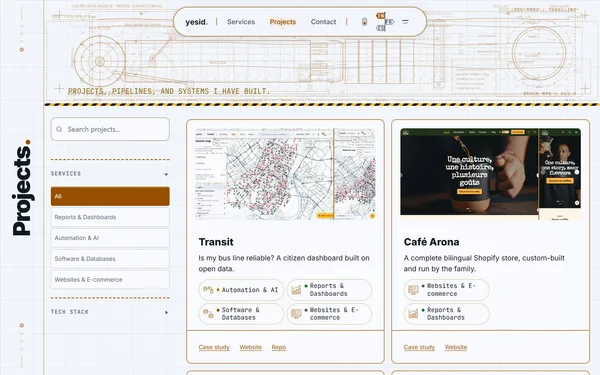 yesid.
Services
Projects
Contact
EN
FR
ES
PROJECTS, PIPELINES, AND SYSTEMS I HAVE BUILT.
Projects.
Search projects...
SERVICES
All
Reports & Dashboards
Automation & AI
Software & Databases
Websites & E-commerce
TECH STACK
Transit
Is my bus line reliable? A citizen dashboard built on
open data.
Automation & AI
Reports &
Dashboards
Software &
Databases
Websites & E-
commerce
Case study
Website
Repo
Une culture,
une histoire,
plusieurs
goûts
One culture,
one story, many
flavours
Café Arona
A complete bilingual Shopify store, custom-built
and run by the family.
Websites & E-
commerce
Reports &
Dashboards
Case study
Website